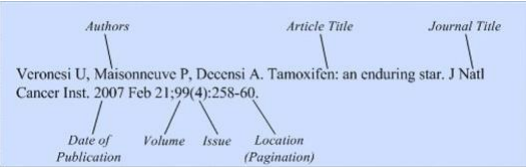 Authors Article Title Journal Title
Veronesi U, Maisonneuve P, Decensi A. Tamoxifen: an enduring star. J Natl
Cancer Inst. 2007 Feb 21;99(4):258-60.
Date of Volume Issue Location
Publication (Pagination)